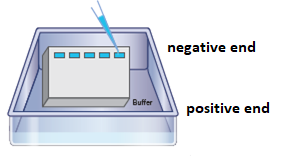 negative end
Buffer
positive end